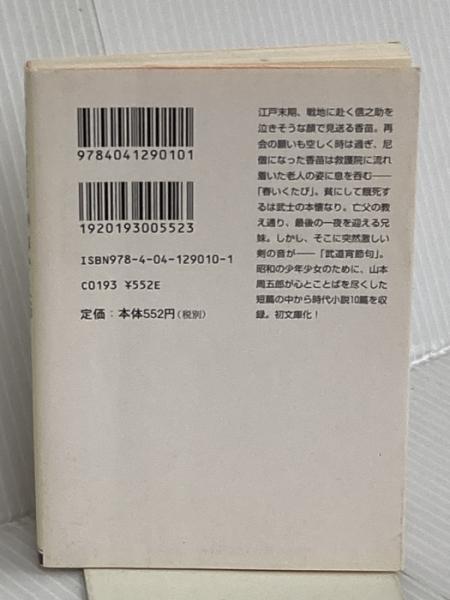 9784041290101
1920193005523
ISBN978-4-04-129010-1
C0193 ¥552E
定価:本体552円(税別)
江戸末期、戦地に赴く信之助を
泣きそうな顔で見送る香苗。再
会の願いも空しく時は過ぎ、尼
僧になった香苗は救護院に流れ
着いた老人の姿に息を呑む──
「春いくたび」。貧にして餓死す
るは武士の本懐なり。亡父の教
え通り、最後の一夜を迎える兄
妹。しかし、そこに突然激しい
剣の音が──「武道宵節句」。
昭和の少年少女のために、山本
周五郎が心とことばを尽くした
短篇の中から時代小説10篇を収
録。初文庫化!